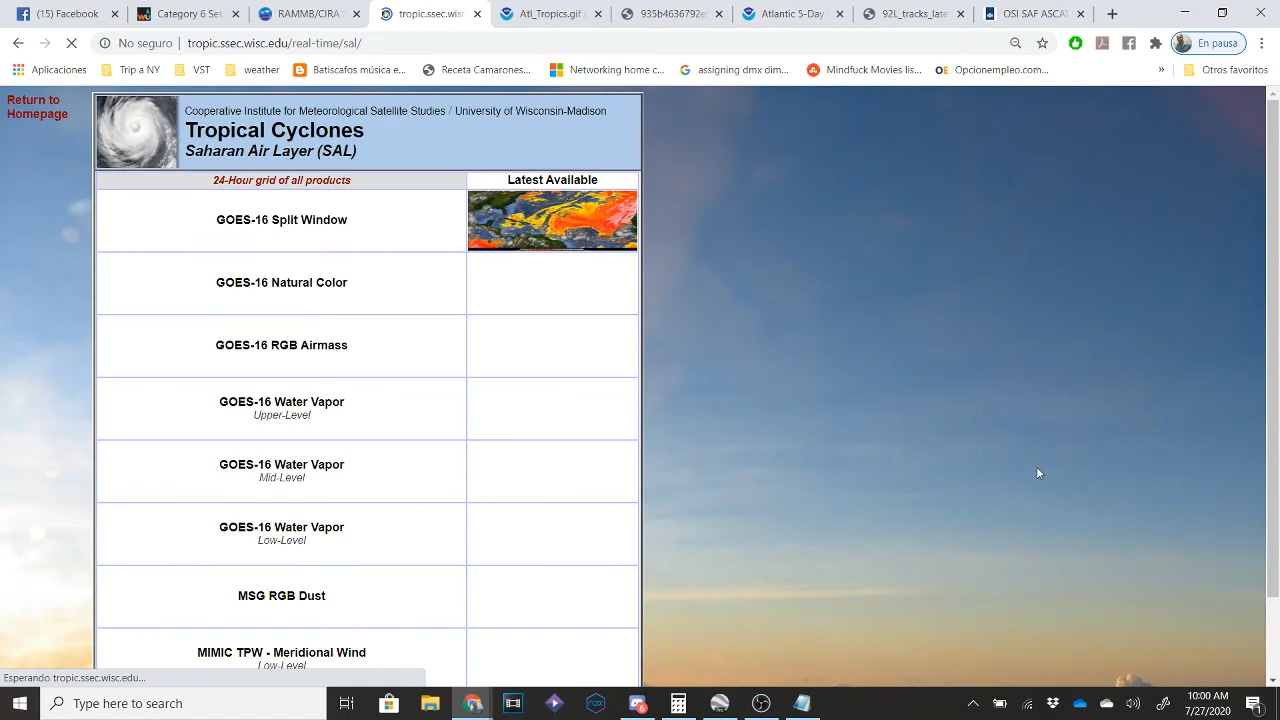 (15) Facebook
Category 6 Set
RAMMB/CIRA S
tropic.ssec.wisc
Atl_Tropics.gif
935b4636792e
Atlantic 5-Day
92L_tracks_late
OSI SAF ASCAT
No seguro
tropic.ssec.wisc.edu/real-time/sal/
En pausa
Aplicaciones
Trip a NY
VST
weather
Batiscafos música e...
Receta Camarones...
Networking home c...
assigning dmx dim...
Mindfuck Movies lis...
OE Opcionempleo.com...
»
Otros favoritos
Return to
Homepage
Cooperative Institute for Meteorological Satellite Studies / University of Wisconsin-Madison
Tropical Cyclones
Saharan Air Layer (SAL)
24-Hour grid of all products
Latest Available
GOES-16 Split Window
GOES-16 Natural Color
GOES-16 RGB Airmass
GOES-16 Water Vapor
Upper-Level
GOES-16 Water Vapor
Mid-Level
GOES-16 Water Vapor
Low-Level
MSG RGB Dust
MIMIC TPW - Meridional Wind
Low-Level
Esperando tropic.ssec.wisc.edu...
Type here to search
10:00 AM
7/27/2020